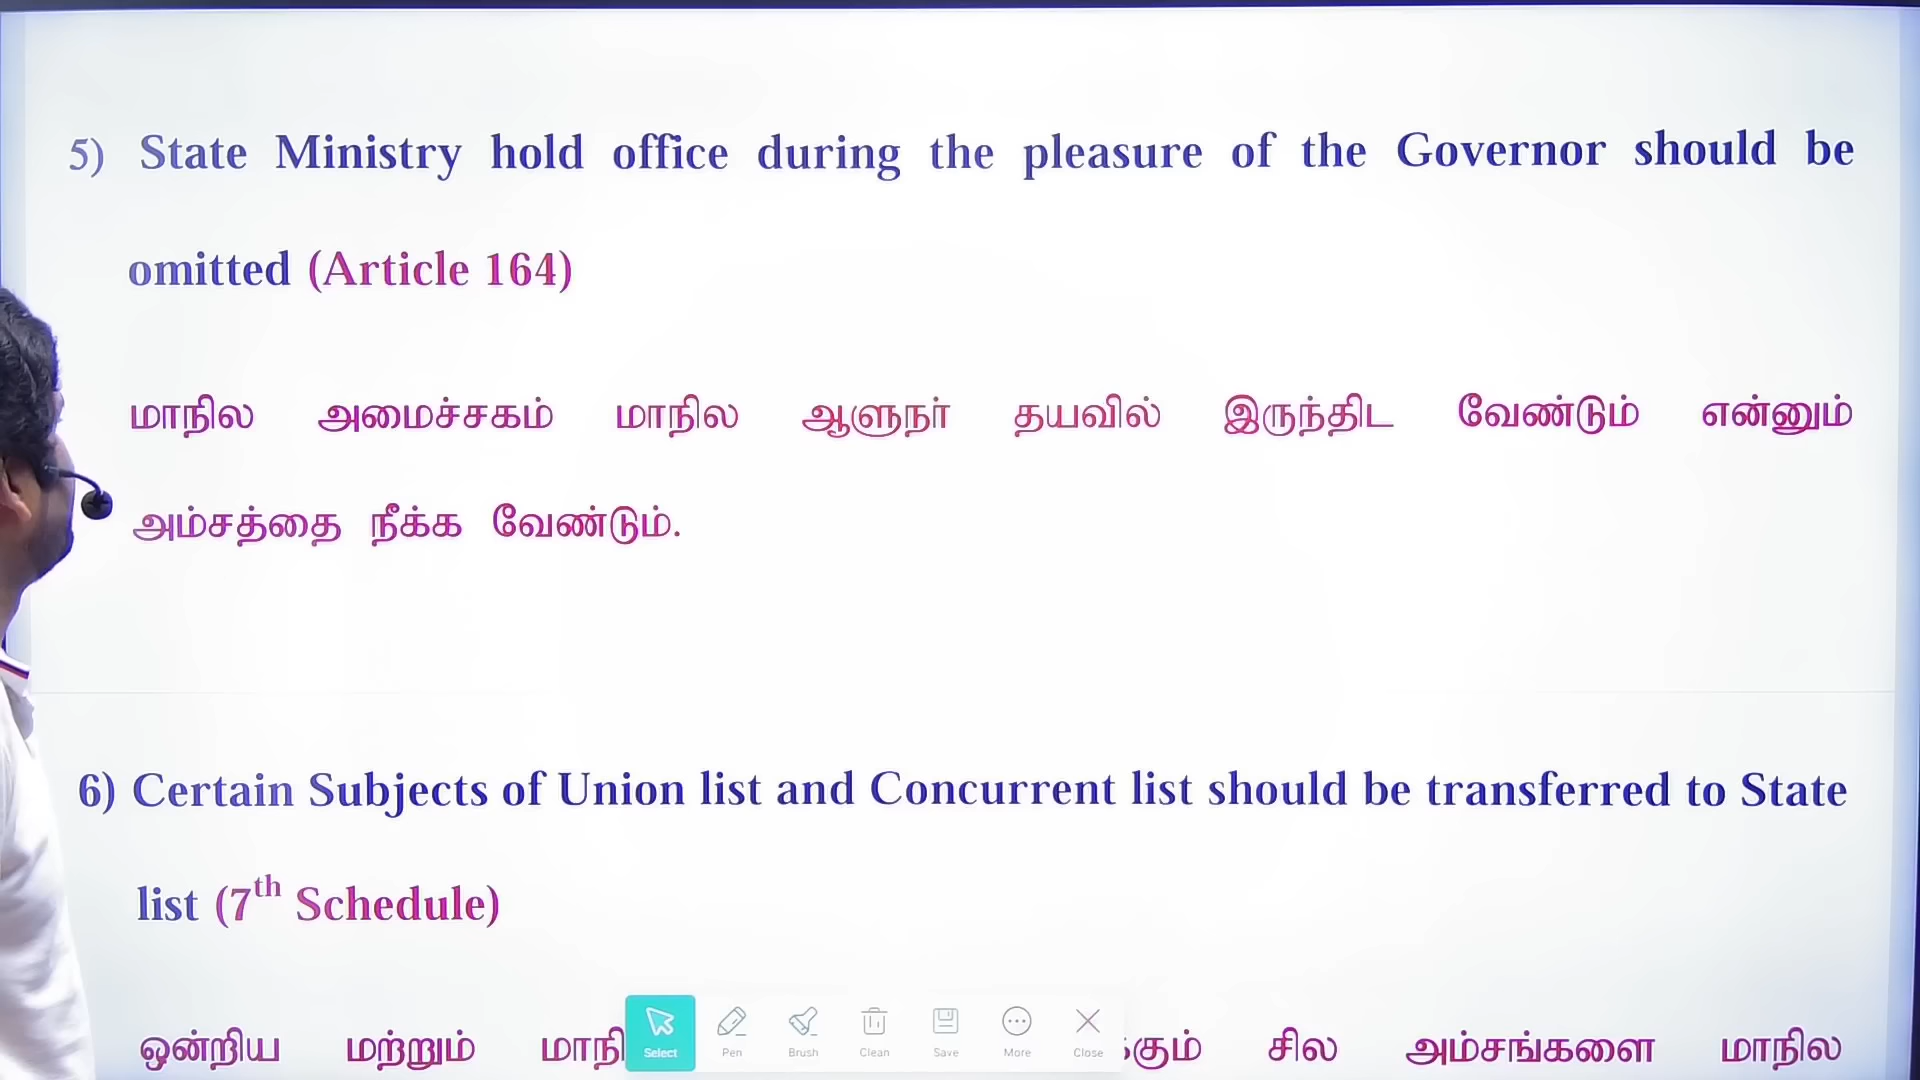 5) State Ministry hold office during the pleasure of the Governor should be
omitted (Article 164)
மாநில அமைச்சகம் மாநில ஆளுநர் தயவில் இருந்திட வேண்டும் என்னும்
அம்சத்தை நீக்க வேண்டும்.
6) Certain Subjects of Union list and Concurrent list should be transferred to State
list (7th Schedule)
ஒன்றிய மற்றும் சில அம்சங்களை மாநில
Select Pen Brush Clean Save More Close